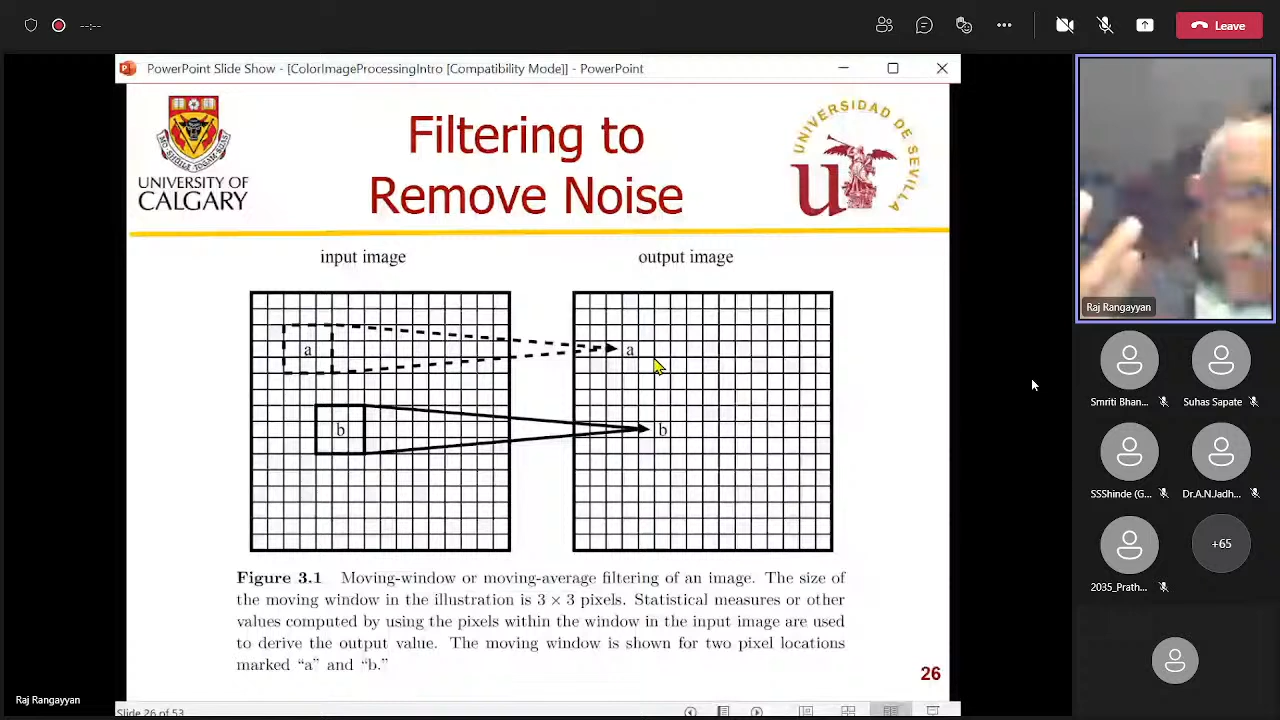 --:--
Leave
PowerPoint Slide Show - [ColorImageProcessingIntro [Compatibility Mode]] - PowerPoint
UNIVERSITY OF
CALGARY
Filtering to
Remove Noise
UNIVERSIDAD DE SEVILLA
input image
output image
a
a
b
b
Figure 3.1 Moving-window or moving-average filtering of an image. The size of
the moving window in the illustration is 3 × 3 pixels. Statistical measures or other
values computed by using the pixels within the window in the input image are used
to derive the output value. The moving window is shown for two pixel locations
marked “a” and “b.”
26
Slide 26 of 53
Raj Rangayyan
Raj Rangayyan
Smriti Bhan...
Suhas Sapate
SSShinde (G...
Dr.A.N.Jadh...
2035_Prath...
+65